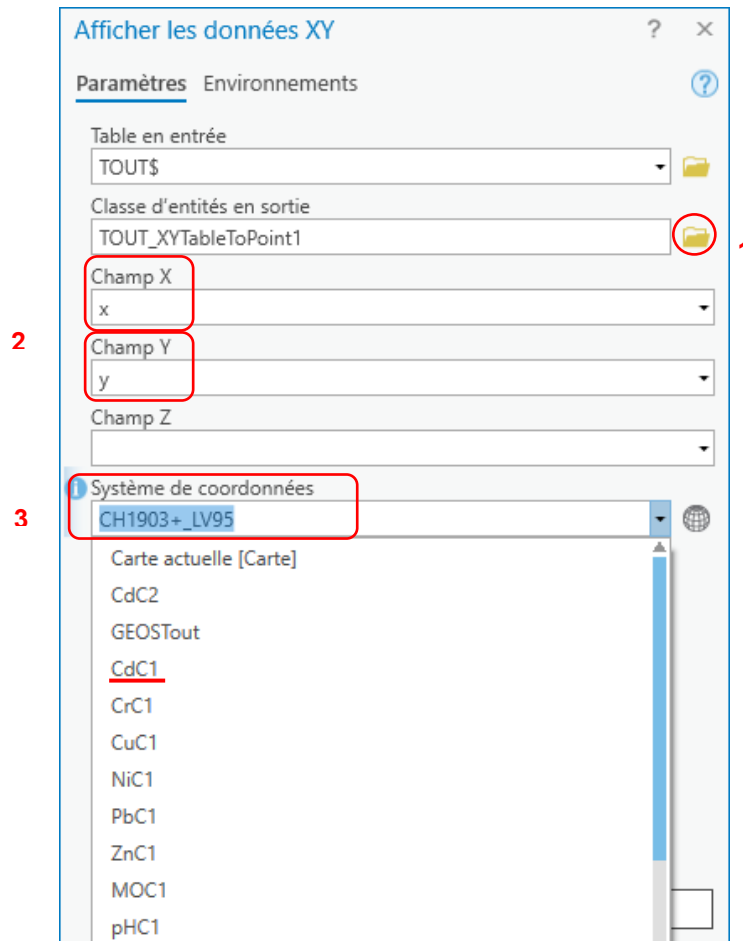 Afficher les données XY ? ×
Paramètres Environnements ?
Table en entrée
TOUT$
Classe d'entités en sortie
TOUT_XYTableToPoint1
Champ X
x
2
Champ Y
y
Champ Z
Système de coordonnées
3 CH1903+_LV95
Carte actuelle [Carte]
CdC2
GEOSTout
CdC1
CrC1
CuC1
NiC1
PbC1
ZnC1
MOC1
pHC1